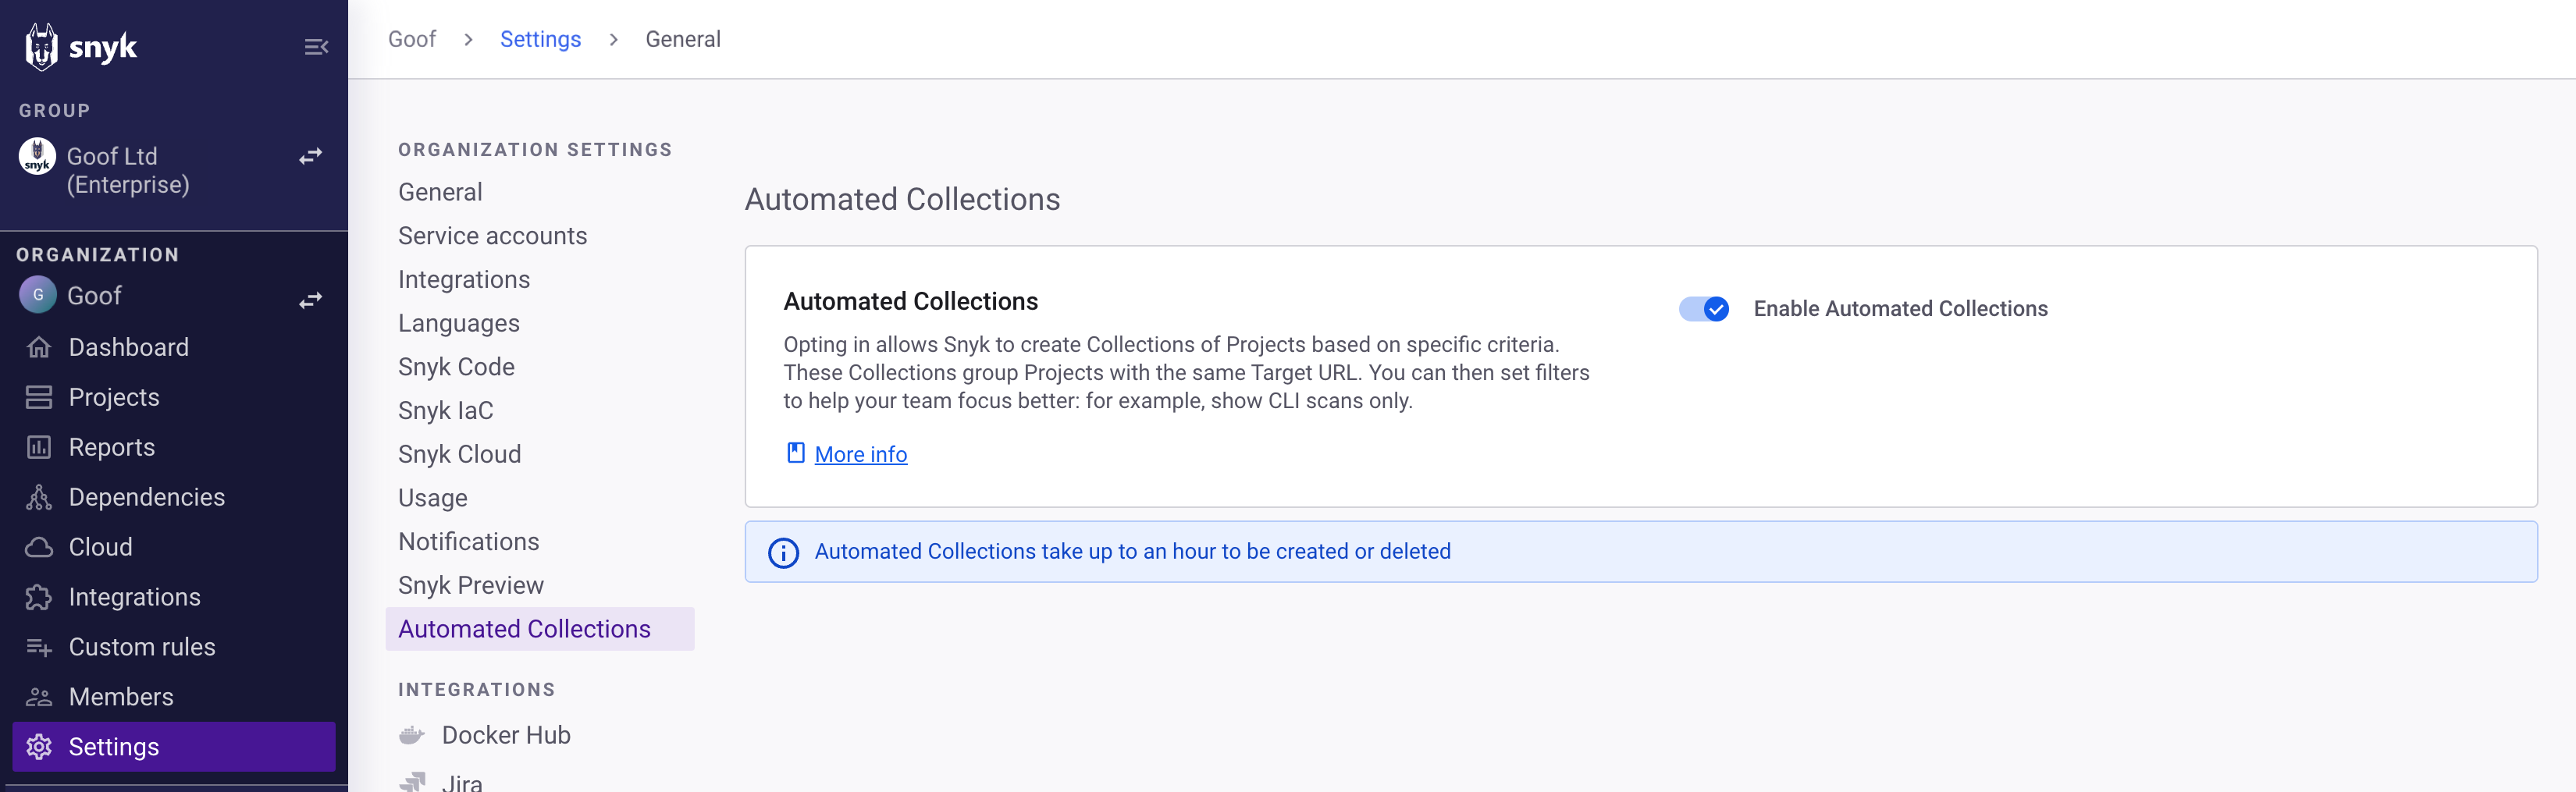 snyk
GROUP
snyk
Goof Ltd
(Enterprise)
ORGANIZATION
G
Goof
Dashboard
Projects
Reports
Dependencies
Cloud
Integrations
Custom rules
Members
Settings
Goof > Settings > General
ORGANIZATION SETTINGS
General
Service accounts
Integrations
Languages
Snyk Code
Snyk IaC
Snyk Cloud
Usage
Notifications
Snyk Preview
Automated Collections
INTEGRATIONS
Docker Hub
Jira
Automated Collections
Automated Collections
Opting in allows Snyk to create Collections of Projects based on specific criteria.
These Collections group Projects with the same Target URL. You can then set filters
to help your team focus better: for example, show CLI scans only.
More info
Enable Automated Collections
Automated Collections take up to an hour to be created or deleted